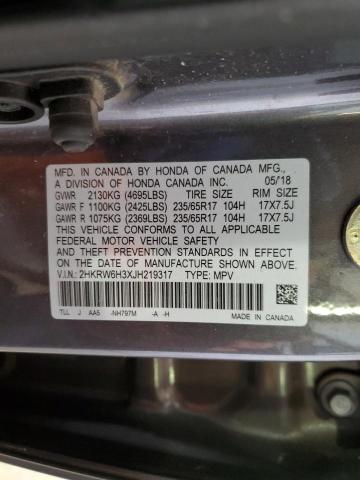 MFD. IN CANADA BY HONDA OF CANADA MFG.,
A DIVISION OF HONDA CANADA INC. 05/18
GVWR 2130KG (4695LBS) TIRE SIZE RIM SIZE
GAWR F 1100KG (2425LBS) 235/65R17 104H 17X7.5J
GAWR R 1075KG (2369LBS) 235/65R17 104H 17X7.5J
THIS VEHICLE CONFORMS TO ALL APPLICABLE
FEDERAL MOTOR VEHICLE SAFETY
AND THEFT PREVENTION STANDARDS IN
EFFECT ON THE DATE OF MANUFACTURE
SHOWN ABOVE.
V.I.N.: 2HKRW6H3XJH219317 TYPE: MPV
TLL J AA5 -NH797M -A -H
MADE IN CANADA